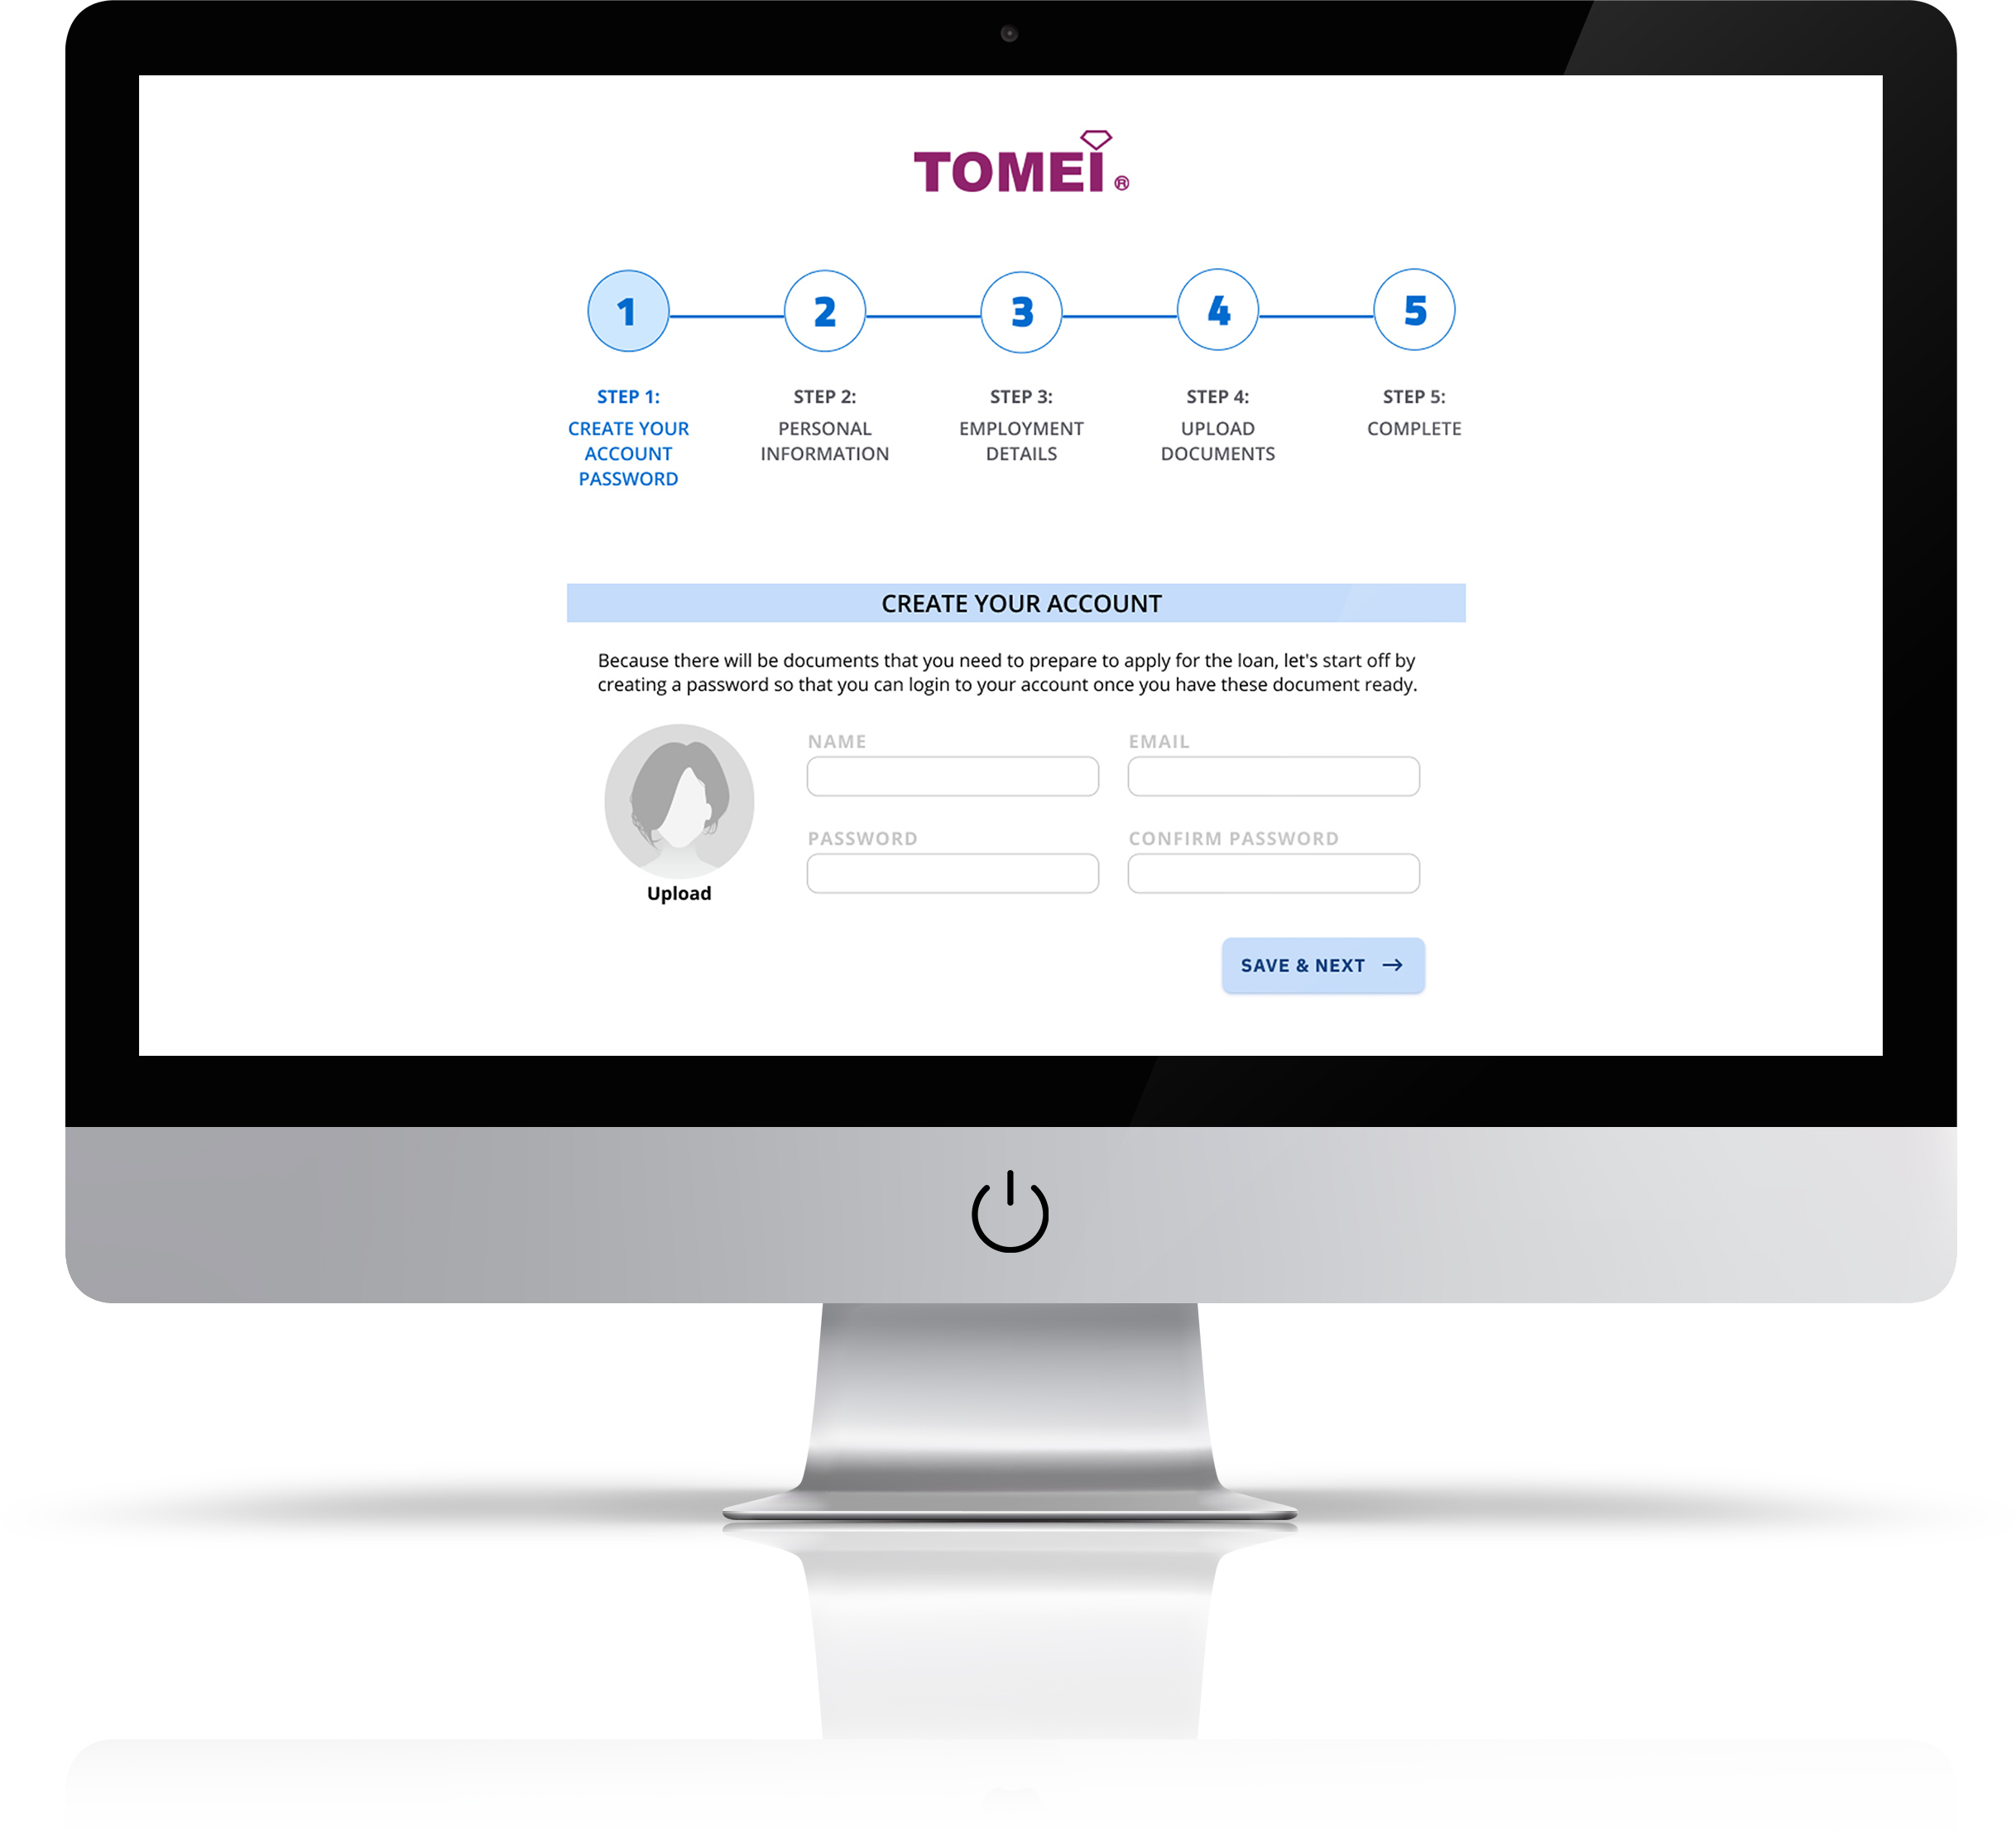 TOMEI®
1 2 3 4 5
STEP 1: STEP 2: STEP 3: STEP 4: STEP 5:
CREATE YOUR PERSONAL EMPLOYMENT UPLOAD COMPLETE
ACCOUNT INFORMATION DETAILS DOCUMENTS
PASSWORD
CREATE YOUR ACCOUNT
Because there will be documents that you need to prepare to apply for the loan, let's start off by
creating a password so that you can login to your account once you have these document ready.
NAME EMAIL
PASSWORD CONFIRM PASSWORD
Upload
SAVE & NEXT →